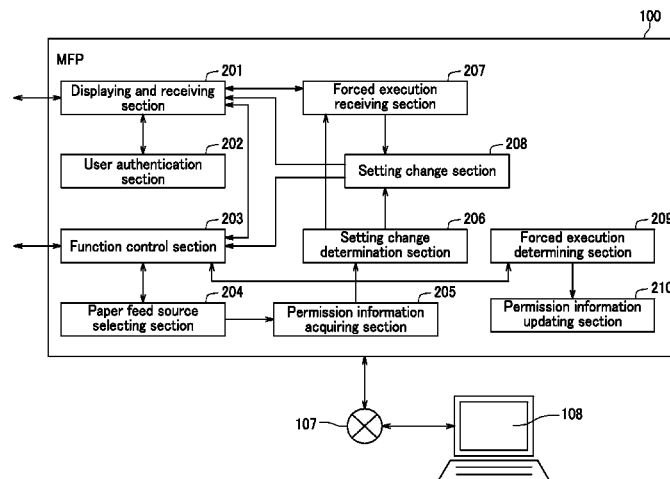 100
MFP
201
Displaying and receiving
section
207
Forced execution
receiving section
202
User authentication
section
208
Setting change section
203
Function control section
206
Setting change
determination section
209
Forced execution
determining section
204
Paper feed source
selecting section
205
Permission information
acquiring section
210
Permission information
updating section
107
108